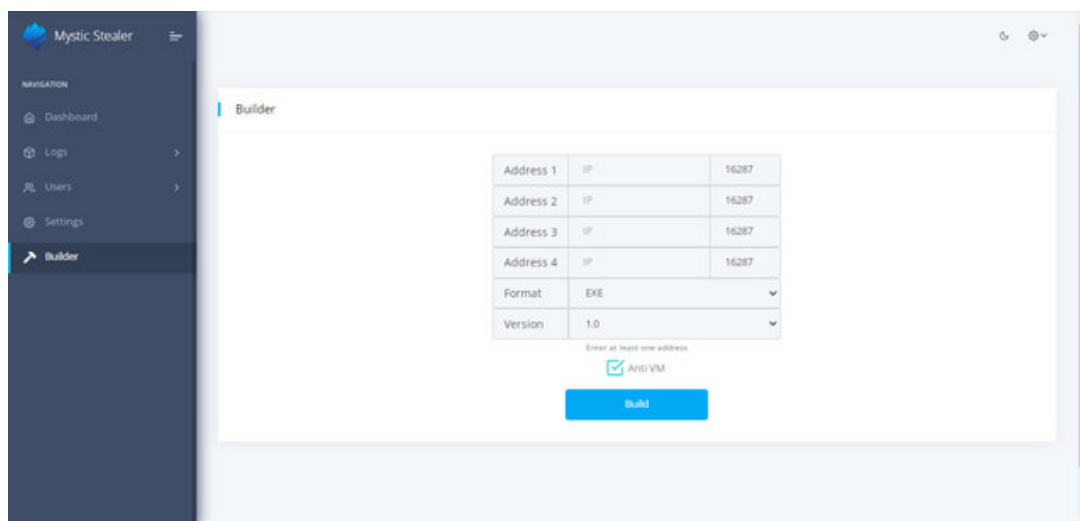 Mystic Stealer
NAVIGATION
Dashboard
Logs
Users
Settings
Builder
Builder
Address 1 IP 16287
Address 2 IP 16287
Address 3 IP 16287
Address 4 IP 16287
Format EXE
Version 1.0
Enter at least one address
Anti VM
Build